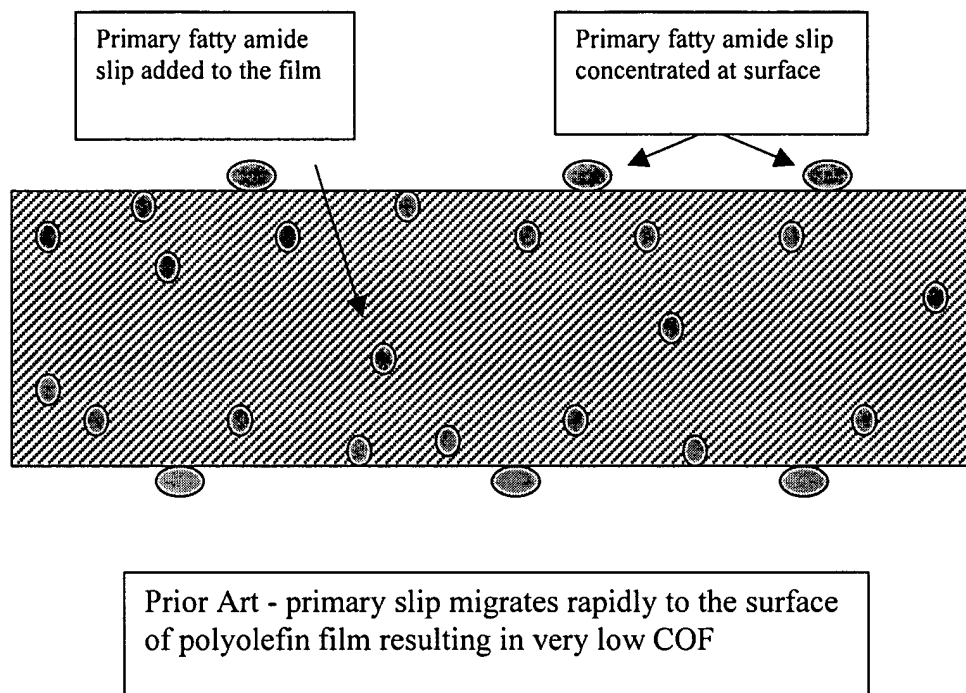 Primary fatty amide
slip added to the film
Primary fatty amide slip
concentrated at surface
Prior Art - primary slip migrates rapidly to the surface
of polyolefin film resulting in very low COF